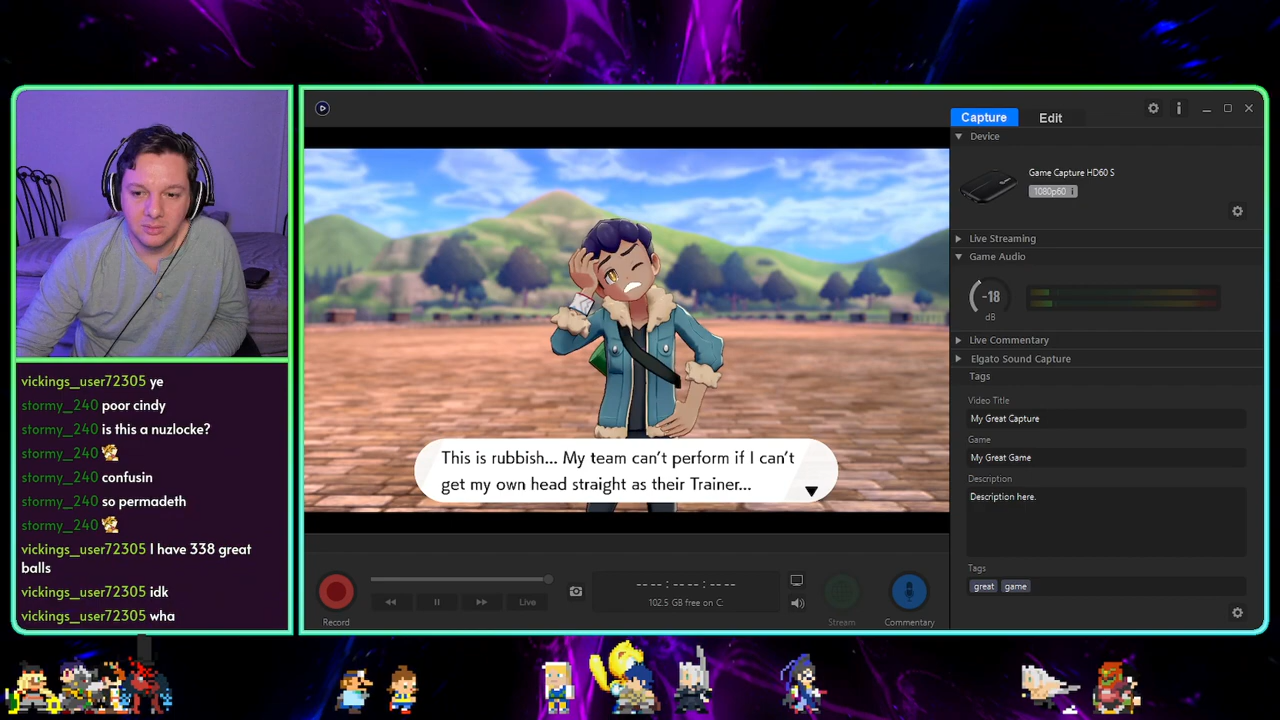 vickings_user72305 ye
stormy_240 poor cindy
stormy_240 is this a nuzlocke?
stormy_240
stormy_240 confusin
stormy_240 so permadeth
stormy_240
vickings_user72305 I have 338 great
balls
vickings_user72305 idk
vickings_user72305 wha
This is rubbish... My team can't perform if I can't
get my own head straight as their Trainer...
Record
Live
--:--:--:--
102.5 GB free on C:
Stream
Commentary
Capture
Edit
Device
Game Capture HD60 S
1080p60
Live Streaming
Game Audio
-18
dB
Live Commentary
Elgato Sound Capture
Tags
Video Title
My Great Capture
Game
My Great Game
Description
Description here.
Tags
great game